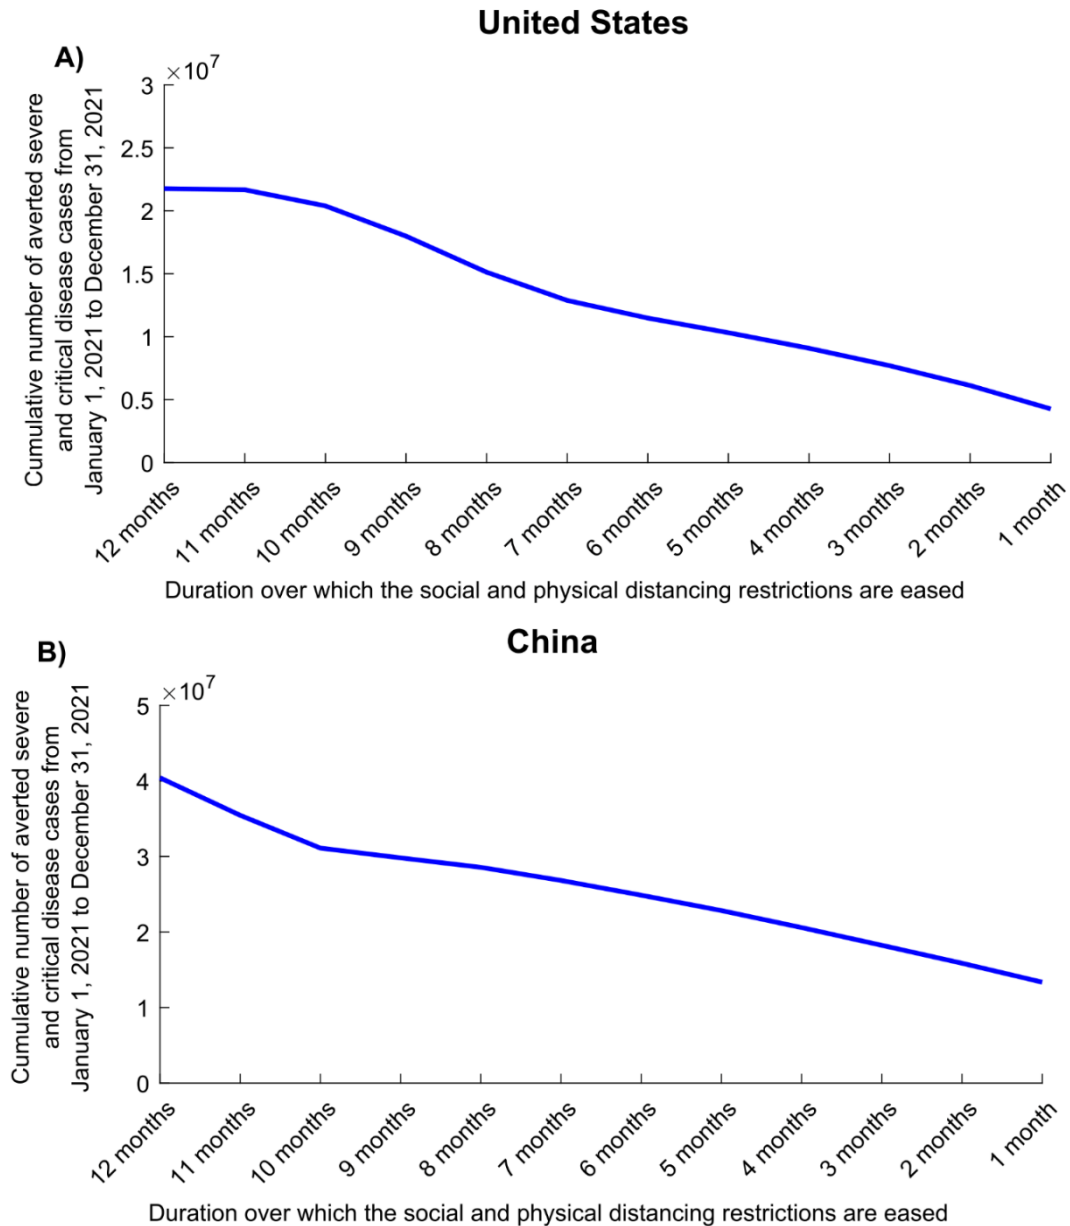 United States
A)
×10⁷
Cumulative number of averted severe
and critical disease cases from
January 1, 2021 to December 31, 2021
3
2.5
2
1.5
1
0.5
0
12 months
11 months
10 months
9 months
8 months
7 months
6 months
5 months
4 months
3 months
2 months
1 month
Duration over which the social and physical distancing restrictions are eased
China
B)
×10⁷
Cumulative number of averted severe
and critical disease cases from
January 1, 2021 to December 31, 2021
5
4
3
2
1
0
12 months
11 months
10 months
9 months
8 months
7 months
6 months
5 months
4 months
3 months
2 months
1 month
Duration over which the social and physical distancing restrictions are eased